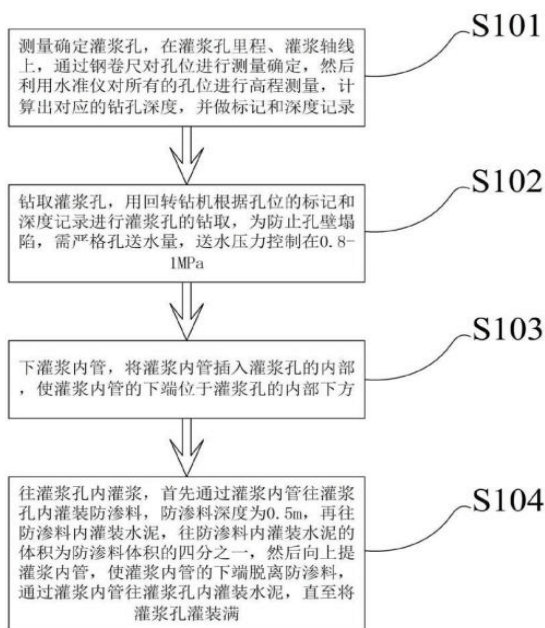 S101
测量确定灌浆孔，在灌浆孔里程、灌浆轴线
上，通过钢卷尺对孔位进行测量确定，然后
利用水准仪对所有的孔位进行高程测量，计
算出对应的钻孔深度，并做标记和深度记录
S102
钻取灌浆孔，用回转钻机根据孔位的标记和
深度记录进行灌浆孔的钻取，为防止孔壁塌
陷，需严格孔送水量，送水压力控制在0.8-
1MPa
S103
下灌浆内管，将灌浆内管插入灌浆孔的内部
，使灌浆内管的下端位于灌浆孔的内部下方
S104
往灌浆孔内灌浆，首先通过灌浆内管往灌浆
孔内灌装防渗料，防渗料深度为0.5m，再往
防渗料内灌装水泥，往防渗料内灌装水泥的
体积为防渗料体积的四分之一，然后向上提
灌浆内管，使灌浆内管的下端脱离防渗料，
通过灌浆内管往灌浆孔内灌装水泥，直至将
灌浆孔灌装满